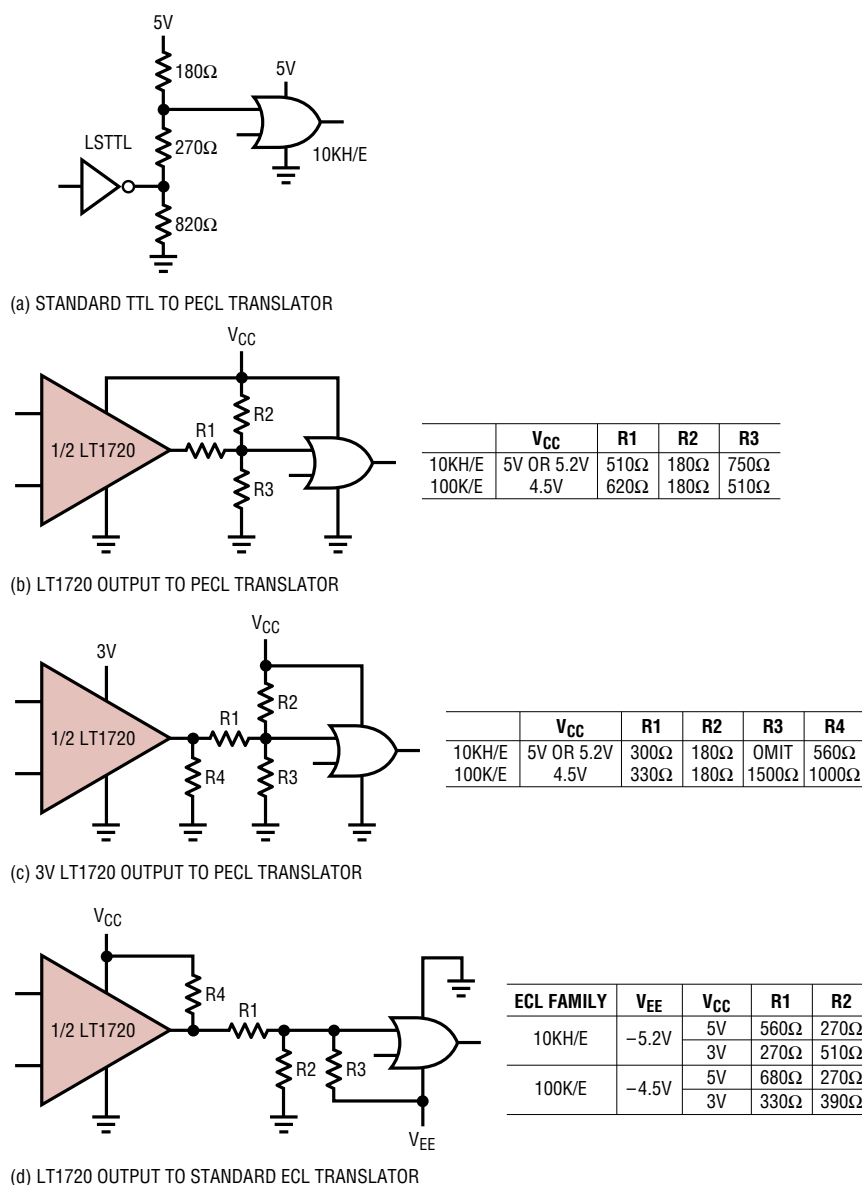 5V
180Ω
5V
LSTTL
270Ω
10KH/E
820Ω
(a) STANDARD TTL TO PECL TRANSLATOR
VCC
R2
R1
1/2 LT1720
R3
VCC R1 R2 R3
10KH/E 5V OR 5.2V 510Ω 180Ω 750Ω
100K/E 4.5V 620Ω 180Ω 510Ω
(b) LT1720 OUTPUT TO PECL TRANSLATOR
VCC
3V
R2
R1
1/2 LT1720
R4
R3
VCC R1 R2 R3 R4
10KH/E 5V OR 5.2V 300Ω 180Ω OMIT 560Ω
100K/E 4.5V 330Ω 180Ω 1500Ω 1000Ω
(c) 3V LT1720 OUTPUT TO PECL TRANSLATOR
VCC
R4
R1
1/2 LT1720
R2
R3
VEE
ECL FAMILY VEE VCC R1 R2
10KH/E −5.2V 5V 560Ω 270Ω
3V 270Ω 510Ω
100K/E −4.5V 5V 680Ω 270Ω
3V 330Ω 390Ω
(d) LT1720 OUTPUT TO STANDARD ECL TRANSLATOR